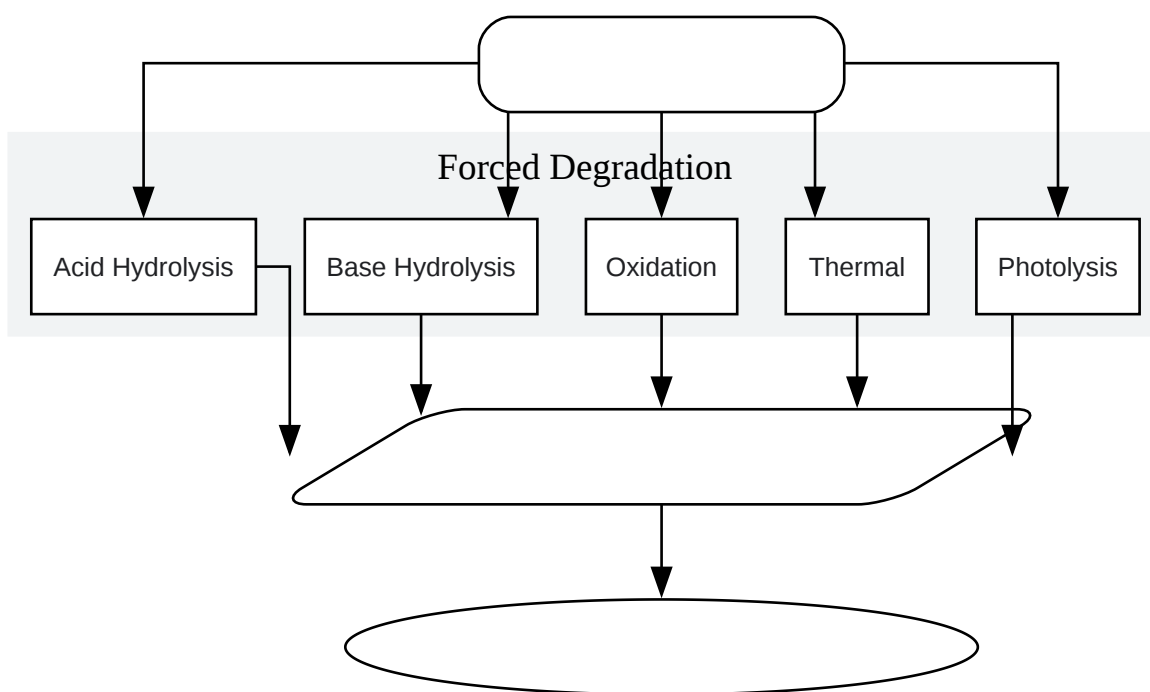 Forced Degradation
Acid Hydrolysis
Base Hydrolysis
Oxidation
Thermal
Photolysis